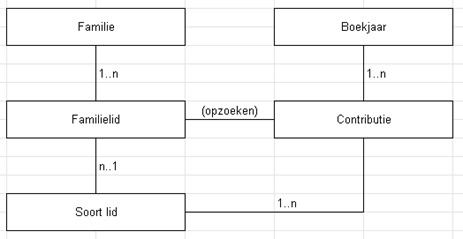 Familie
Boekjaar
1..n
1..n
Familielid
(opzoeken)
Contributie
n..1
Soort lid
1..n